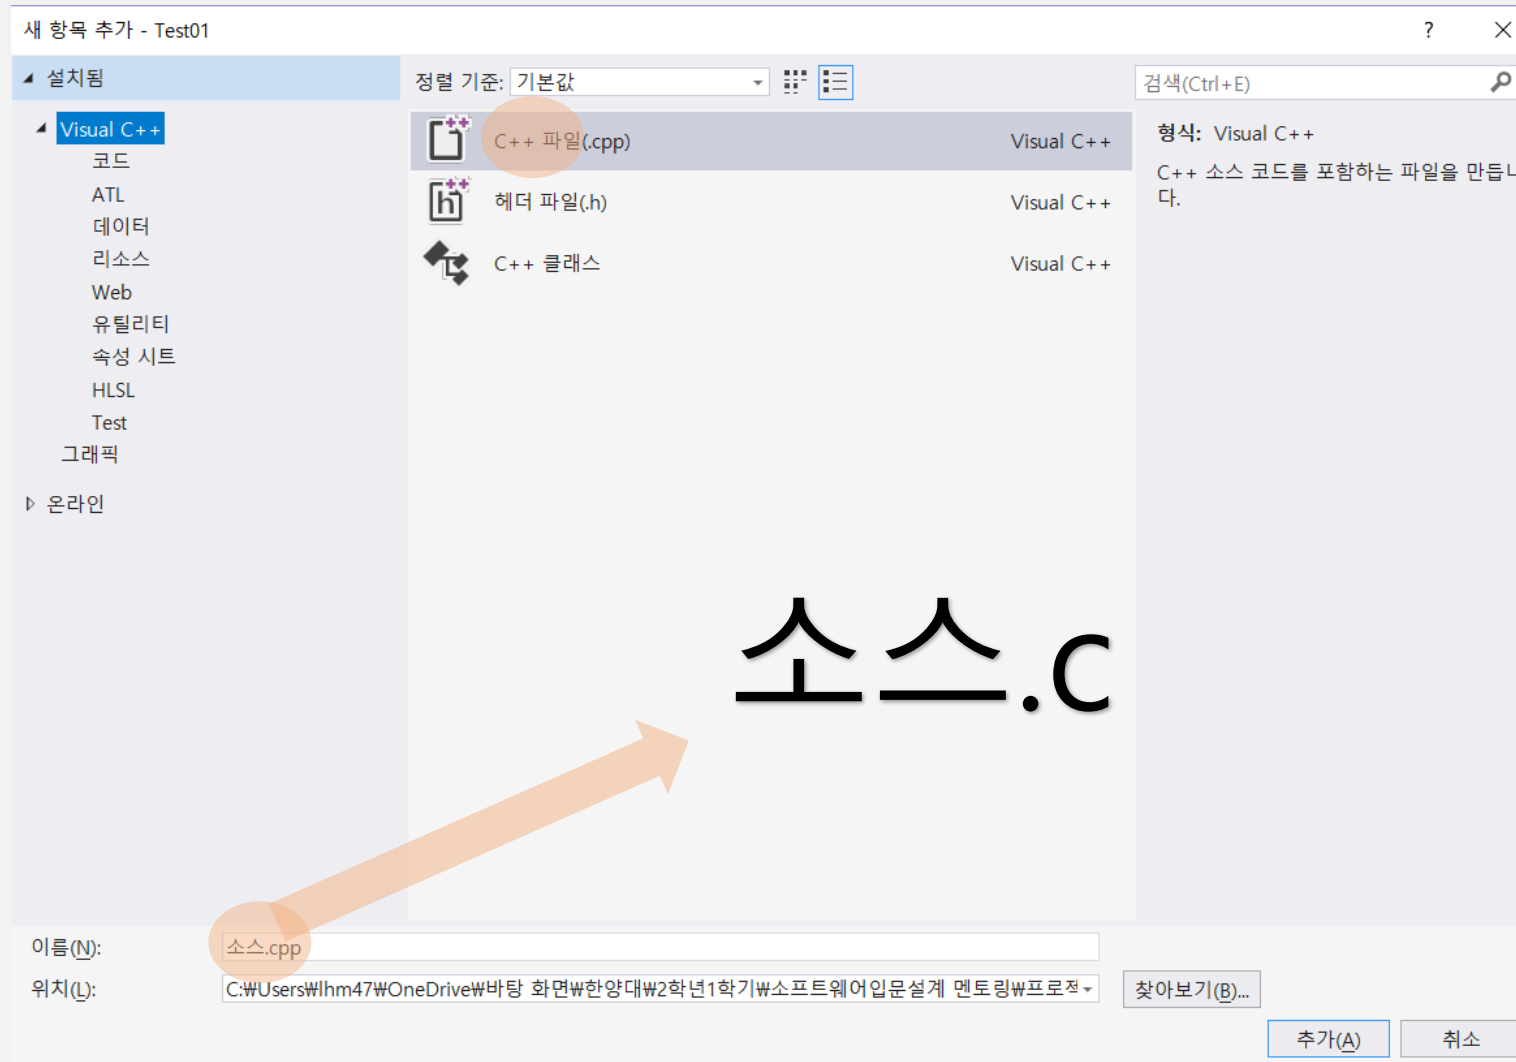 새 항목 추가 - Test01
? ×
설치됨
정렬 기준: 기본값
검색(Ctrl+E)
Visual C++
코드
ATL
데이터
리소스
Web
유틸리티
속성 시트
HLSL
Test
그래픽
온라인
C++ 파일(.cpp) Visual C++
헤더 파일(.h) Visual C++
C++ 클래스 Visual C++
형식: Visual C++
C++ 소스 코드를 포함하는 파일을 만듭니
다.
소스.c
이름(N): 소스.cpp
위치(L): C:₩Users₩lhm47₩OneDrive₩바탕 화면₩한양대₩2학년1학기₩소프트웨어입문설계 멘토링₩프로젝
찾아보기(B)...
추가(A) 취소